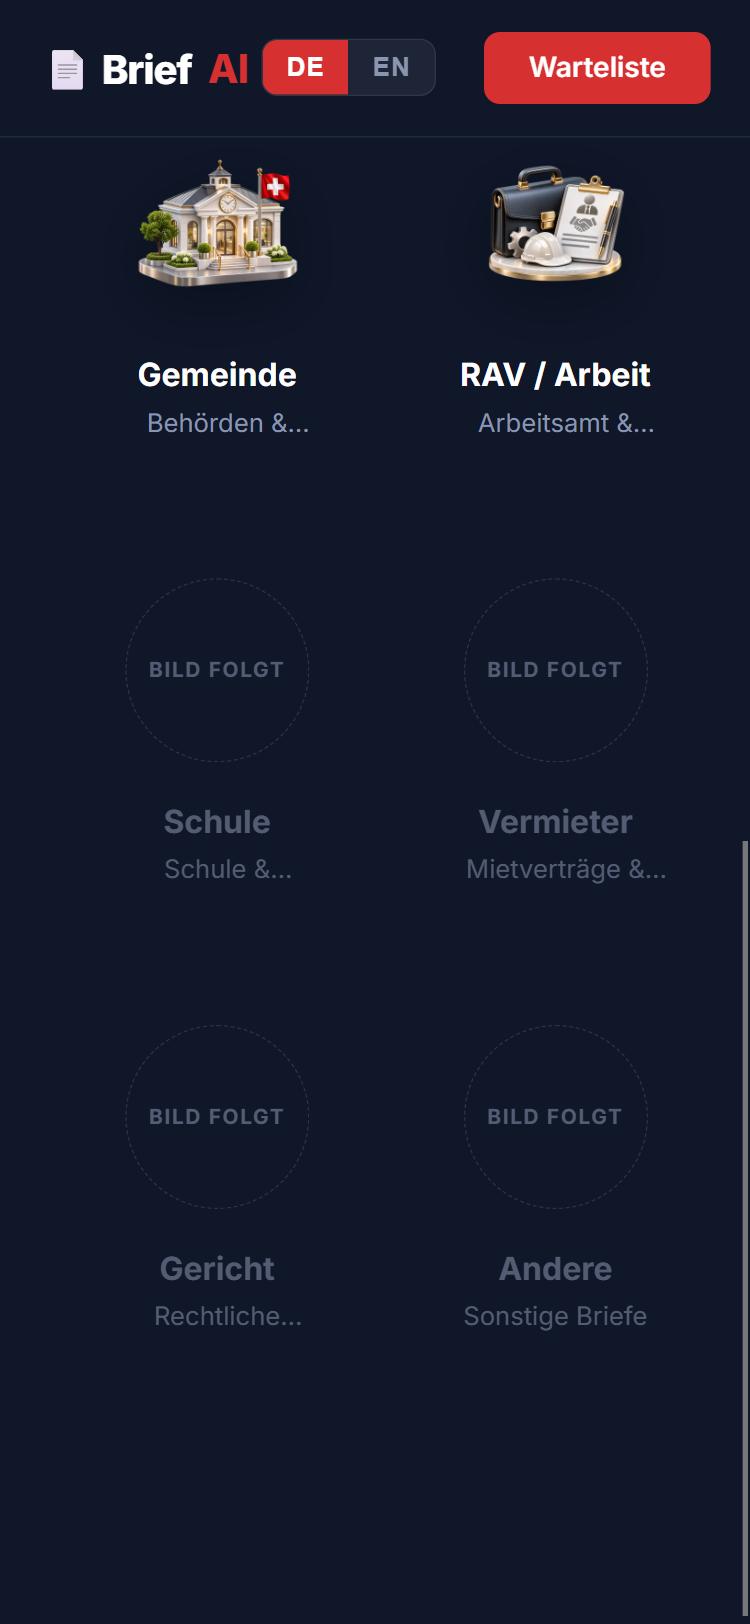 Brief AI DE EN Warteliste
Gemeinde RAV / Arbeit
Behörden &... Arbeitsamt &...
BILD FOLGT BILD FOLGT
Schule Vermieter
Schule &... Mietverträge &...
BILD FOLGT BILD FOLGT
Gericht Andere
Rechtliche... Sonstige Briefe